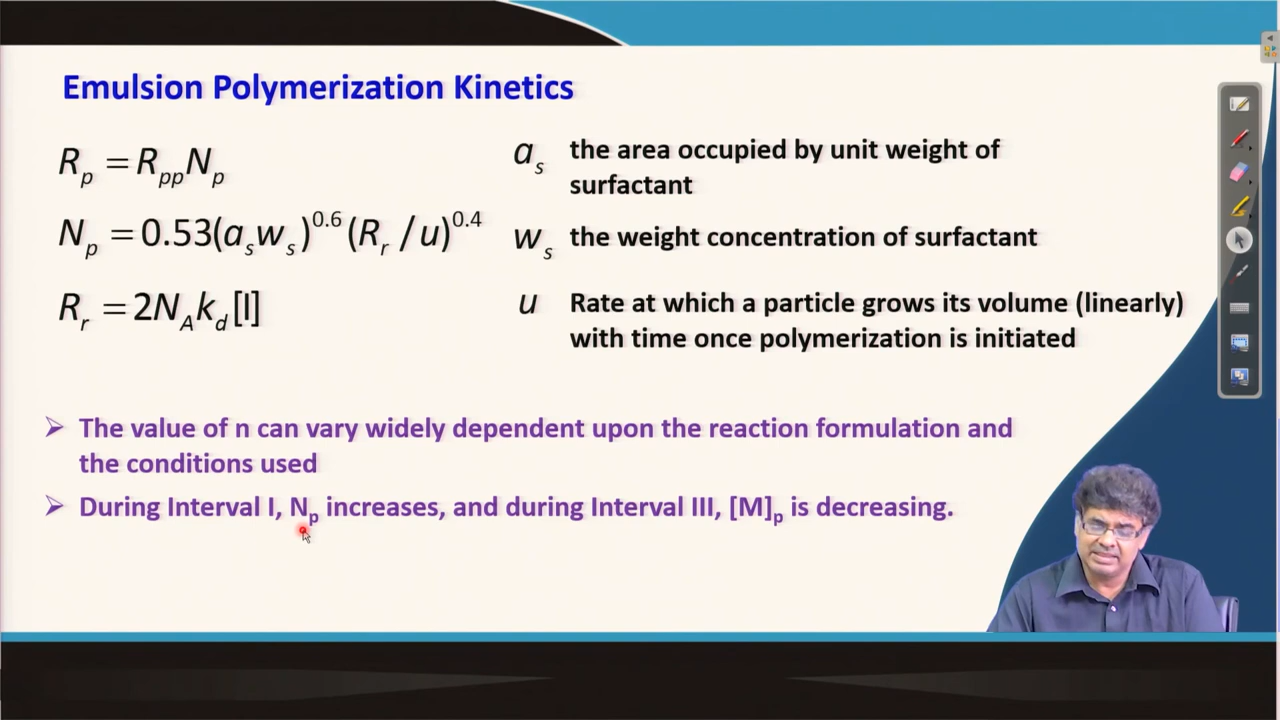 Emulsion Polymerization Kinetics
R_p = R_pp N_p
N_p = 0.53(a_s w_s)^0.6 (R_r / u)^0.4
R_r = 2N_A k_d [I]
a_s the area occupied by unit weight of
surfactant
w_s the weight concentration of surfactant
u Rate at which a particle grows its volume (linearly)
with time once polymerization is initiated
➢ The value of n can vary widely dependent upon the reaction formulation and
the conditions used
➢ During Interval I, N_p increases, and during Interval III, [M]_p is decreasing.